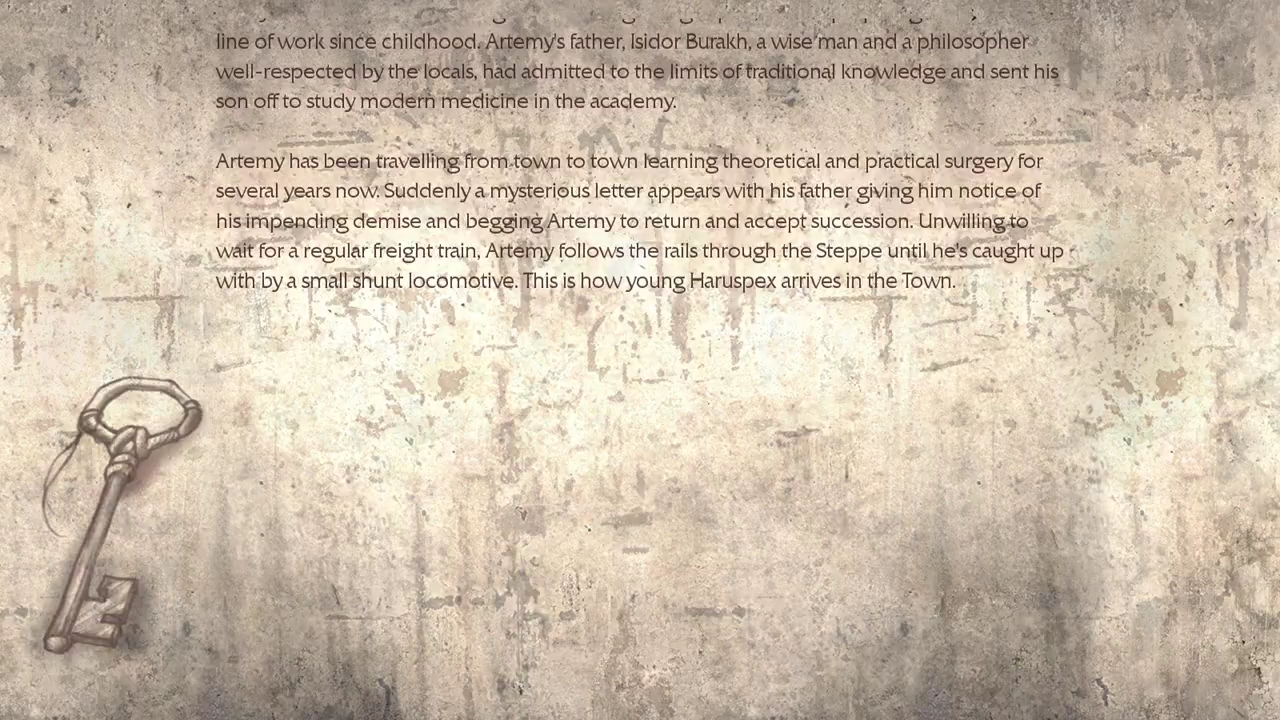 line of work since childhood. Artemy's father, Isidor Burakh, a wise man and a philosopher
well-respected by the locals, had admitted to the limits of traditional knowledge and sent his
son off to study modern medicine in the academy.
Artemy has been travelling from town to town learning theoretical and practical surgery for
several years now. Suddenly a mysterious letter appears with his father giving him notice of
his impending demise and begging Artemy to return and accept succession. Unwilling to
wait for a regular freight train, Artemy follows the rails through the Steppe until he's caught up
with by a small shunt locomotive. This is how young Haruspex arrives in the Town.